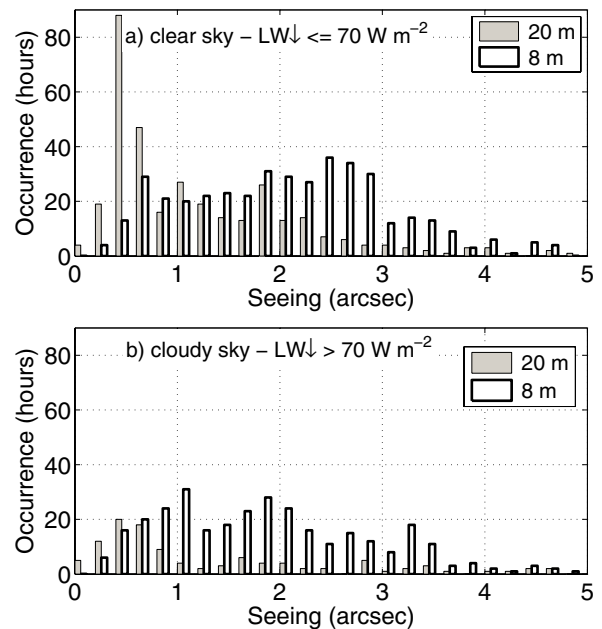 a) clear sky – LW↓ <= 70 W m⁻²
20 m
8 m
Occurrence (hours)
80
60
40
20
0
0 1 2 3 4 5
Seeing (arcsec)
b) cloudy sky – LW↓ > 70 W m⁻²
20 m
8 m
Occurrence (hours)
80
60
40
20
0
0 1 2 3 4 5
Seeing (arcsec)